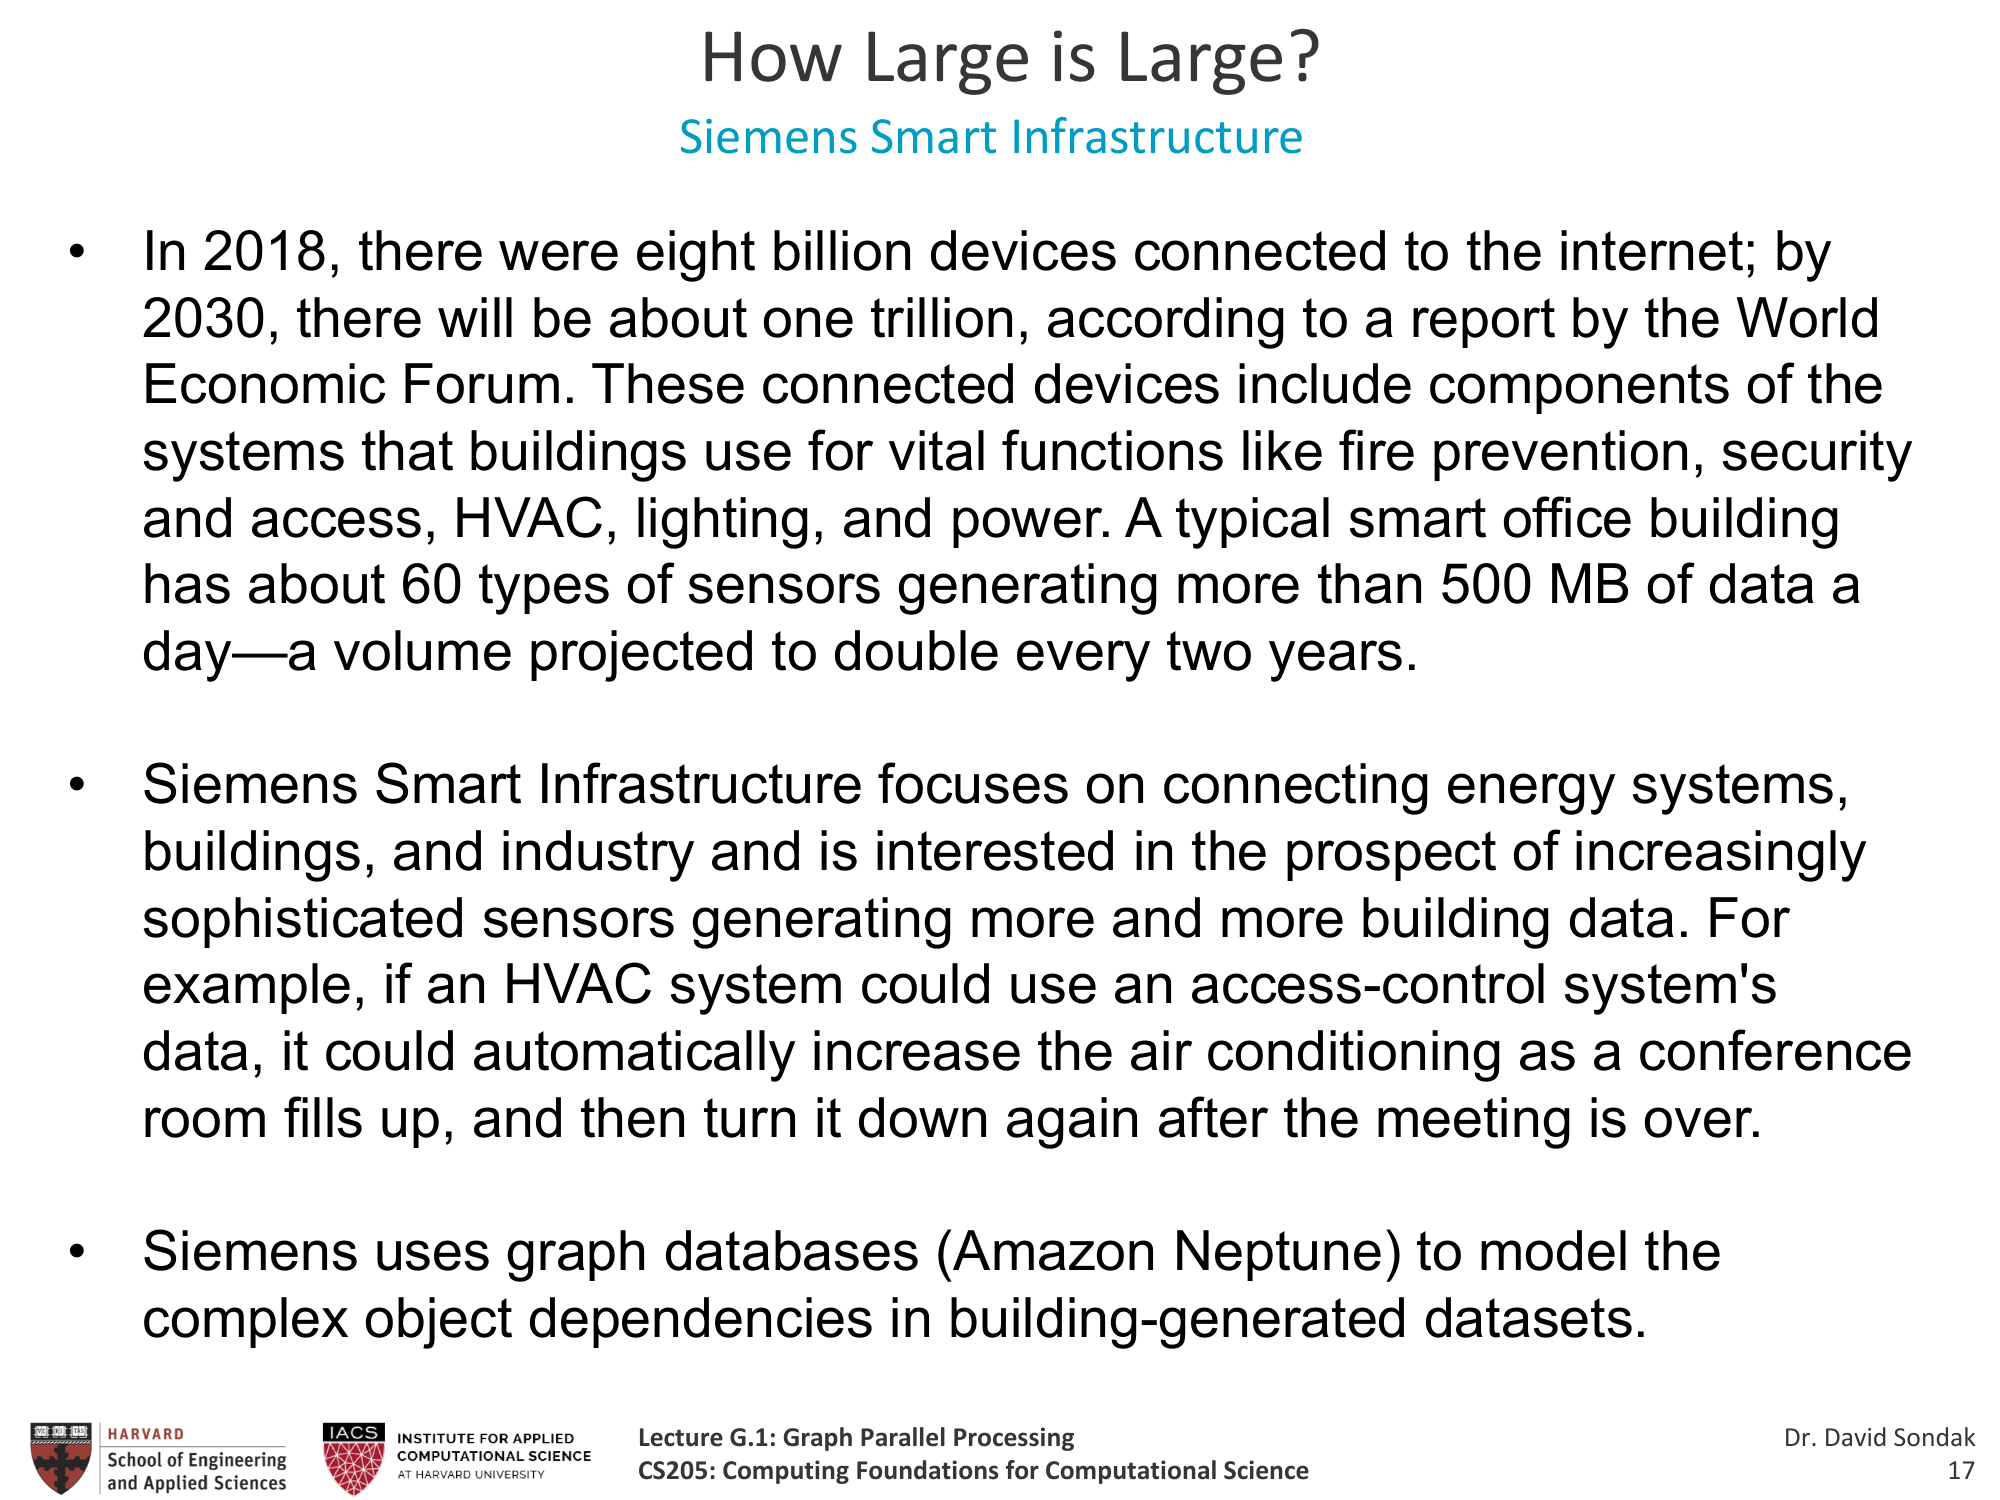 How Large is Large?
Siemens Smart Infrastructure
• In 2018, there were eight billion devices connected to the internet; by
2030, there will be about one trillion, according to a report by the World
Economic Forum. These connected devices include components of the
systems that buildings use for vital functions like fire prevention, security
and access, HVAC, lighting, and power. A typical smart office building
has about 60 types of sensors generating more than 500 MB of data a
day—a volume projected to double every two years.
• Siemens Smart Infrastructure focuses on connecting energy systems,
buildings, and industry and is interested in the prospect of increasingly
sophisticated sensors generating more and more building data. For
example, if an HVAC system could use an access-control system's
data, it could automatically increase the air conditioning as a conference
room fills up, and then turn it down again after the meeting is over.
• Siemens uses graph databases (Amazon Neptune) to model the
complex object dependencies in building-generated datasets.
HARVARD
School of Engineering
and Applied Sciences
IACS
INSTITUTE FOR APPLIED
COMPUTATIONAL SCIENCE
AT HARVARD UNIVERSITY
Lecture G.1: Graph Parallel Processing
CS205: Computing Foundations for Computational Science
Dr. David Sondak
17